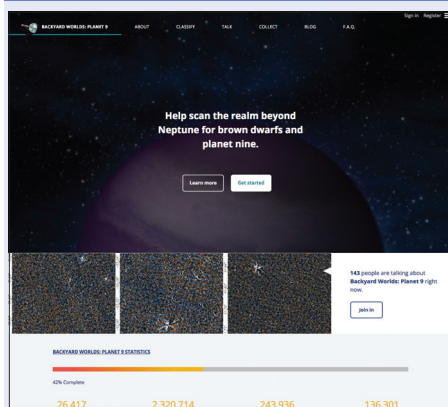 Sign in Register
BACKYARD WORLDS: PLANET 9 ABOUT CLASSIFY TALK COLLECT BLOG F.A.Q.
Help scan the realm beyond
Neptune for brown dwarfs and
planet nine.
Learn more Get started
143 people are talking about
Backyard Worlds: Planet 9 right
now.
Join in
BACKYARD WORLDS: PLANET 9 STATISTICS
42% Complete
26,417 2,320,714 243,936 136,301